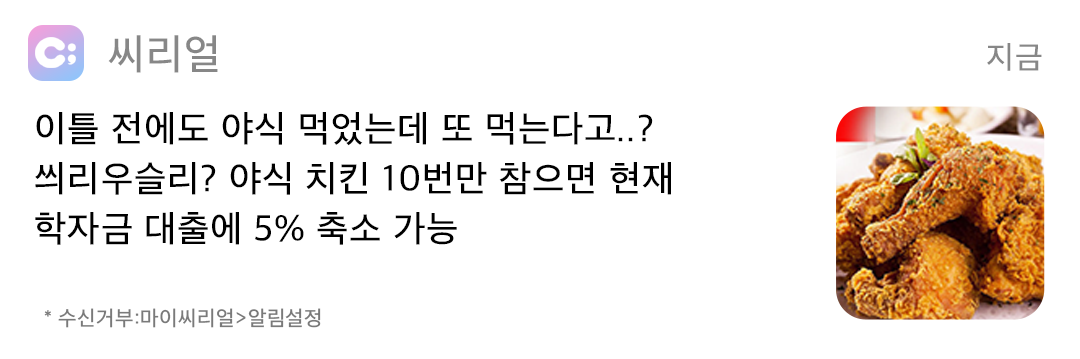 씨리얼
지금
이틀 전에도 야식 먹었는데 또 먹는다고..?
씌리우슬리? 야식 치킨 10번만 참으면 현재
학자금 대출에 5% 축소 가능
* 수신거부:마이씨리얼>알림설정